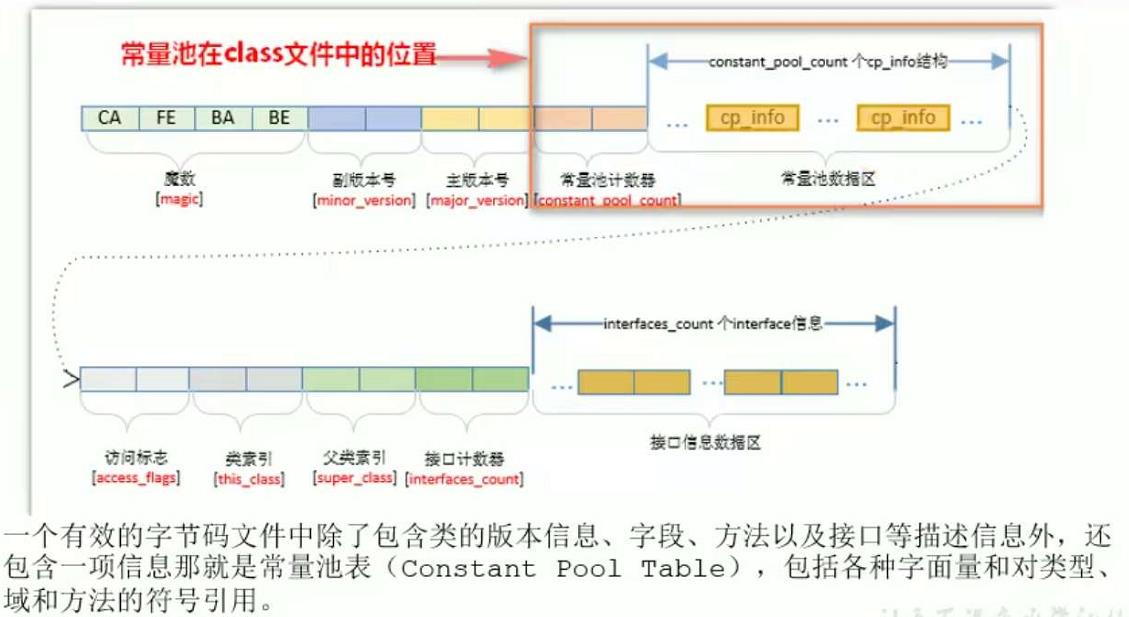 常量池在class文件中的位置
constant_pool_count 个cp_info结构
CA FE BA BE ... cp_info ... cp_info ...
魔数 副版本号 主版本号 常量池计数器 常量池数据区
[magic] [minor_version] [major_version] [constant_pool_count]
interfaces_count 个interface信息
... ... ...
访问标志 类索引 父类索引 接口计数器 接口信息数据区
[access_flags] [this_class] [super_class] [interfaces_count]
一个有效的字节码文件中除了包含类的版本信息、字段、方法以及接口等描述信息外，还
包含一项信息那就是常量池表（Constant Pool Table），包括各种字面量和对类型、
域和方法的符号引用。